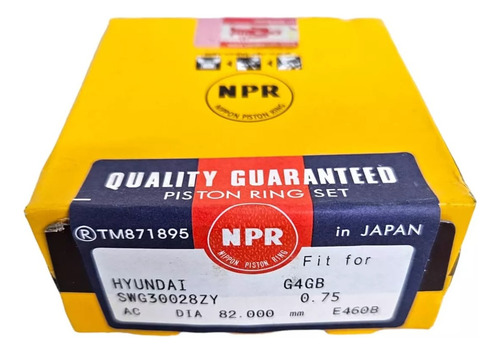 NPR
NIPPON PISTON RING
QUALITY GUARANTEED
PISTON RING SET
®TM871895
NPR
NIPPON PISTON RING
in JAPAN
Fit for
HYUNDAI G4GB
SWG30028ZY 0.75
AC DIA 82.000 mm E460B